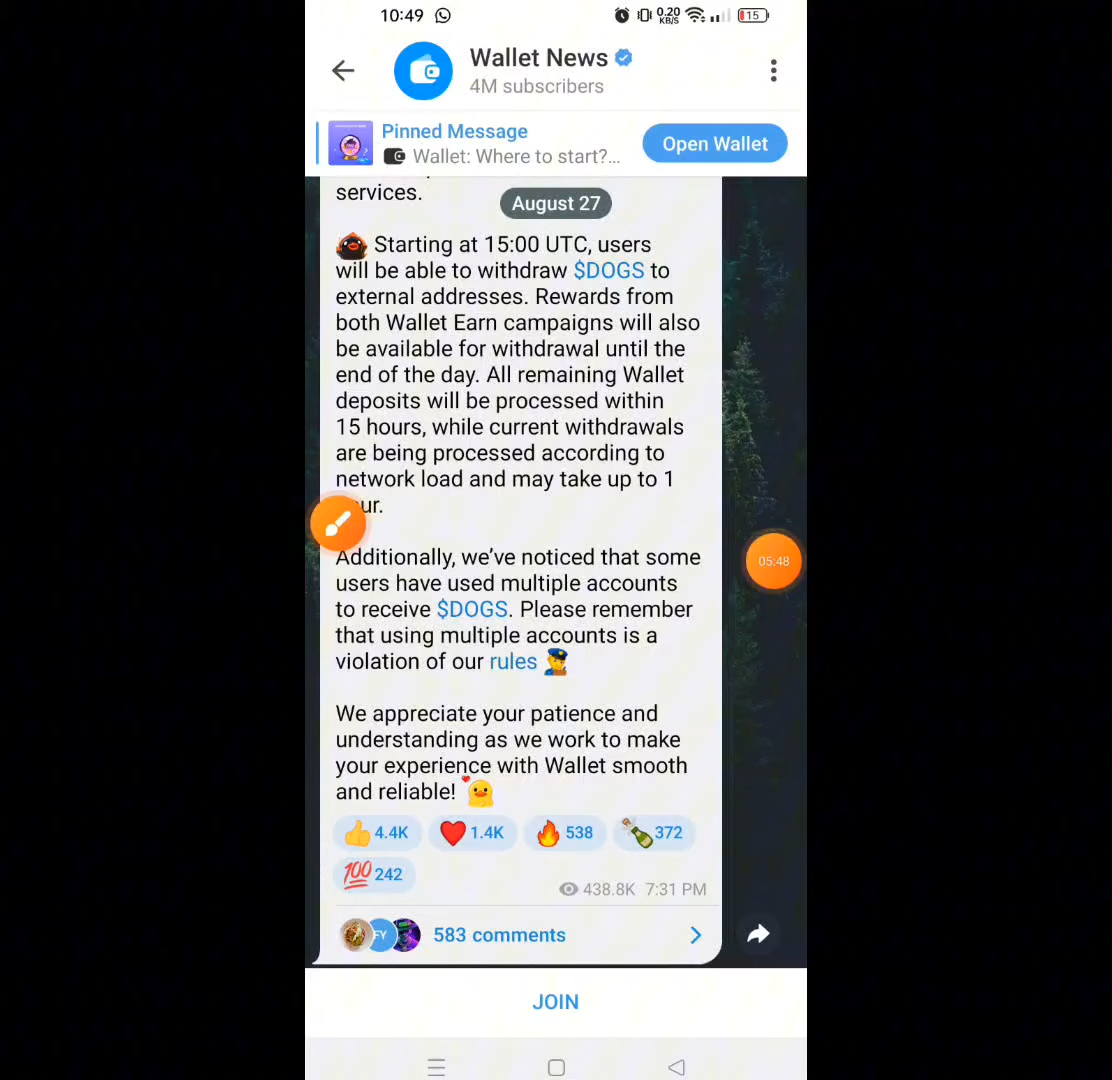 10:49
0.20
KB/S
15
Wallet News
4M subscribers
Pinned Message
Wallet: Where to start?...
Open Wallet
services.
August 27
Starting at 15:00 UTC, users
will be able to withdraw $DOGS to
external addresses. Rewards from
both Wallet Earn campaigns will also
be available for withdrawal until the
end of the day. All remaining Wallet
deposits will be processed within
15 hours, while current withdrawals
are being processed according to
network load and may take up to 1
ur.
05:48
Additionally, we've noticed that some
users have used multiple accounts
to receive $DOGS. Please remember
that using multiple accounts is a
violation of our rules
We appreciate your patience and
understanding as we work to make
your experience with Wallet smooth
and reliable!
4.4K 1.4K 538 372
100 242
438.8K 7:31 PM
FY 583 comments
JOIN